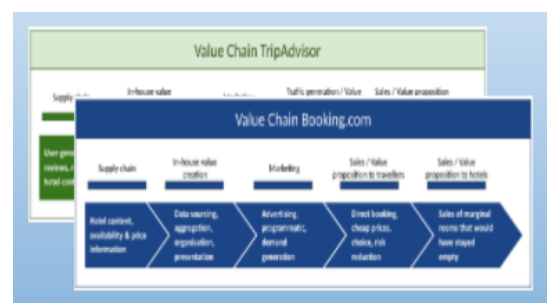 Value Chain TripAdvisor
In-house value
Traffic generation / Value
Sales / Value proposition
Supply
User gene
reviews,
hotel cont
Value Chain Booking.com
Supply chain
In-house value
creation
Marketing
Sales / Value
proposition to travellers
Sales / Value
proposition to hotels
Hotel content,
availability & price
information
Data sourcing,
aggregation,
organisation,
presentation
Advertising,
programmatic,
demand
generation
Direct booking,
cheap prices,
choice, risk
reduction
Sales of marginal
rooms that would
have stayed
empty